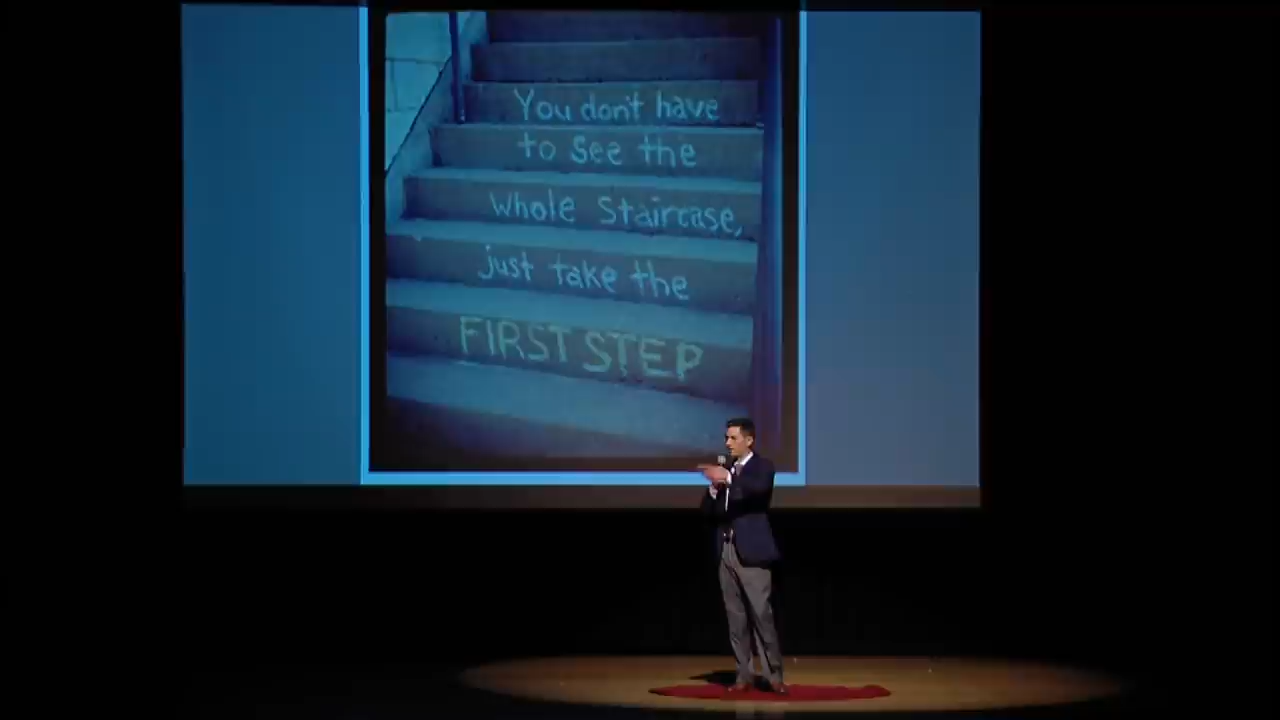 You don't have
to see the
whole staircase,
just take the
FIRST STEP